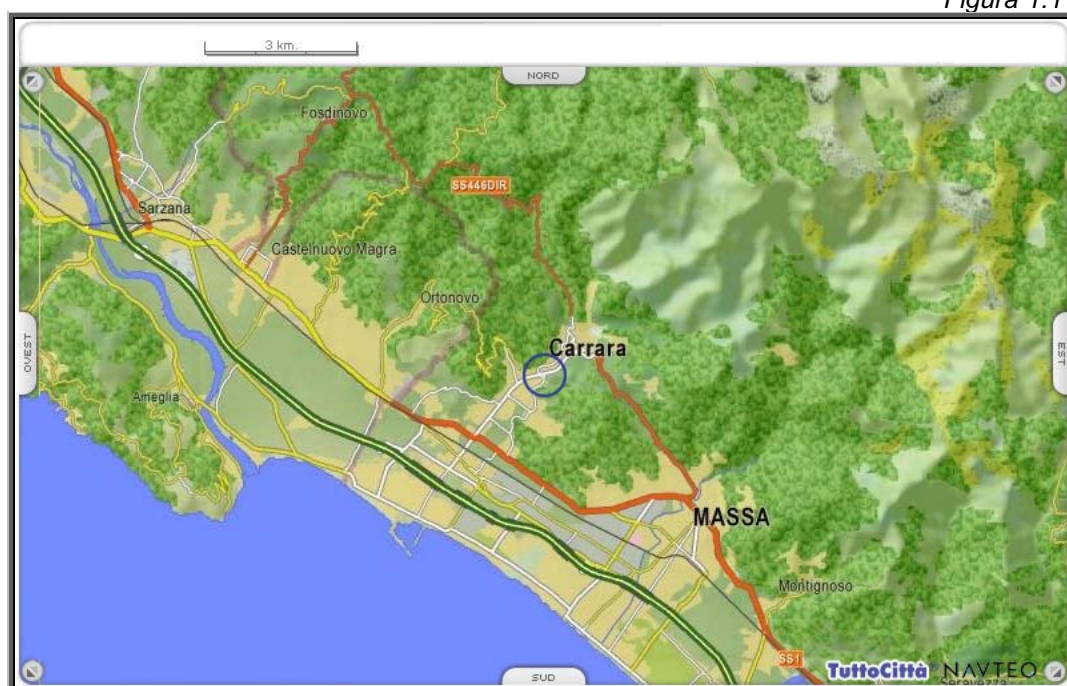 Figura 1.1
3 km.
NORD
Fosdinovo
SS446DIR
Sarzana
Castelnuovo Magra
Ortonovo
OVEST
EST
Carrara
Ameglia
MASSA
Montignoso
SS1
TuttoCittà NAVTEQ
Seravezza
SUD